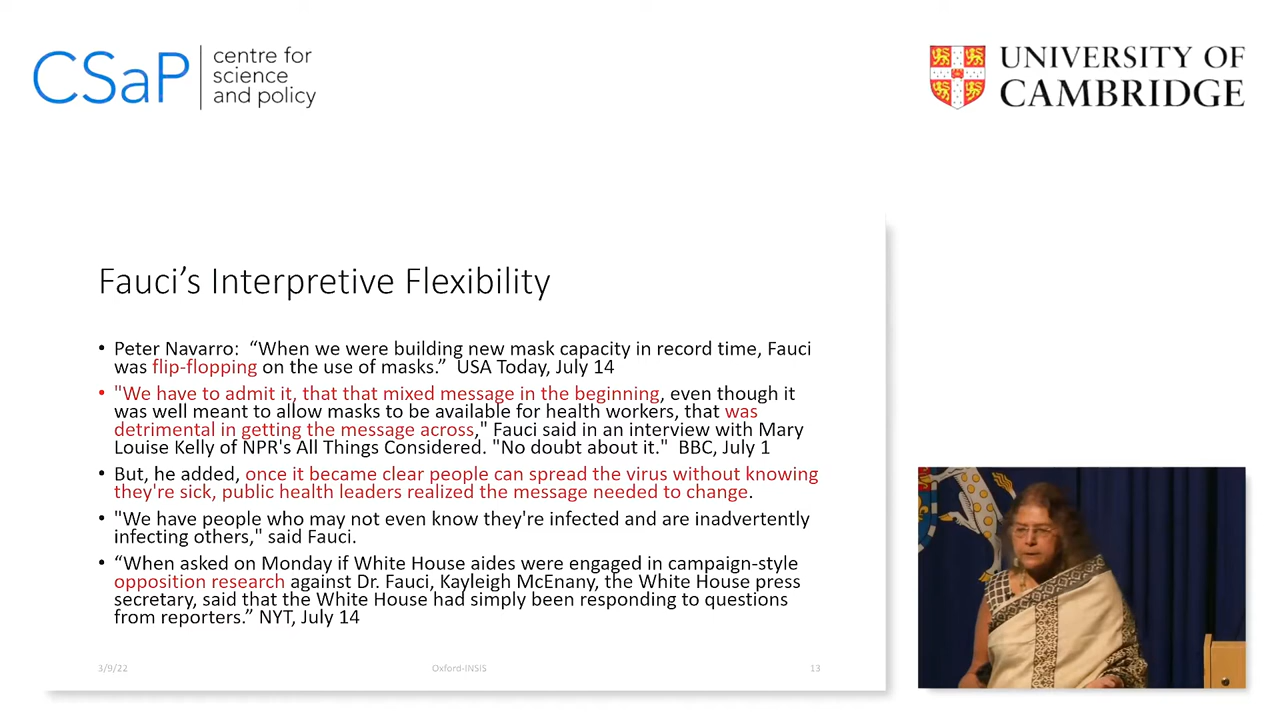 CSaP
centre for
science
and policy
UNIVERSITY OF
CAMBRIDGE
Fauci’s Interpretive Flexibility
• Peter Navarro: “When we were building new mask capacity in record time, Fauci
was flip-flopping on the use of masks.” USA Today, July 14
• "We have to admit it, that that mixed message in the beginning, even though it
was well meant to allow masks to be available for health workers, that was
detrimental in getting the message across," Fauci said in an interview with Mary
Louise Kelly of NPR's All Things Considered. "No doubt about it." BBC, July 1
• But, he added, once it became clear people can spread the virus without knowing
they're sick, public health leaders realized the message needed to change.
• "We have people who may not even know they're infected and are inadvertently
infecting others," said Fauci.
• “When asked on Monday if White House aides were engaged in campaign-style
opposition research against Dr. Fauci, Kayleigh McEnany, the White House press
secretary, said that the White House had simply been responding to questions
from reporters.” NYT, July 14
3/9/22
Oxford-INSIS
13